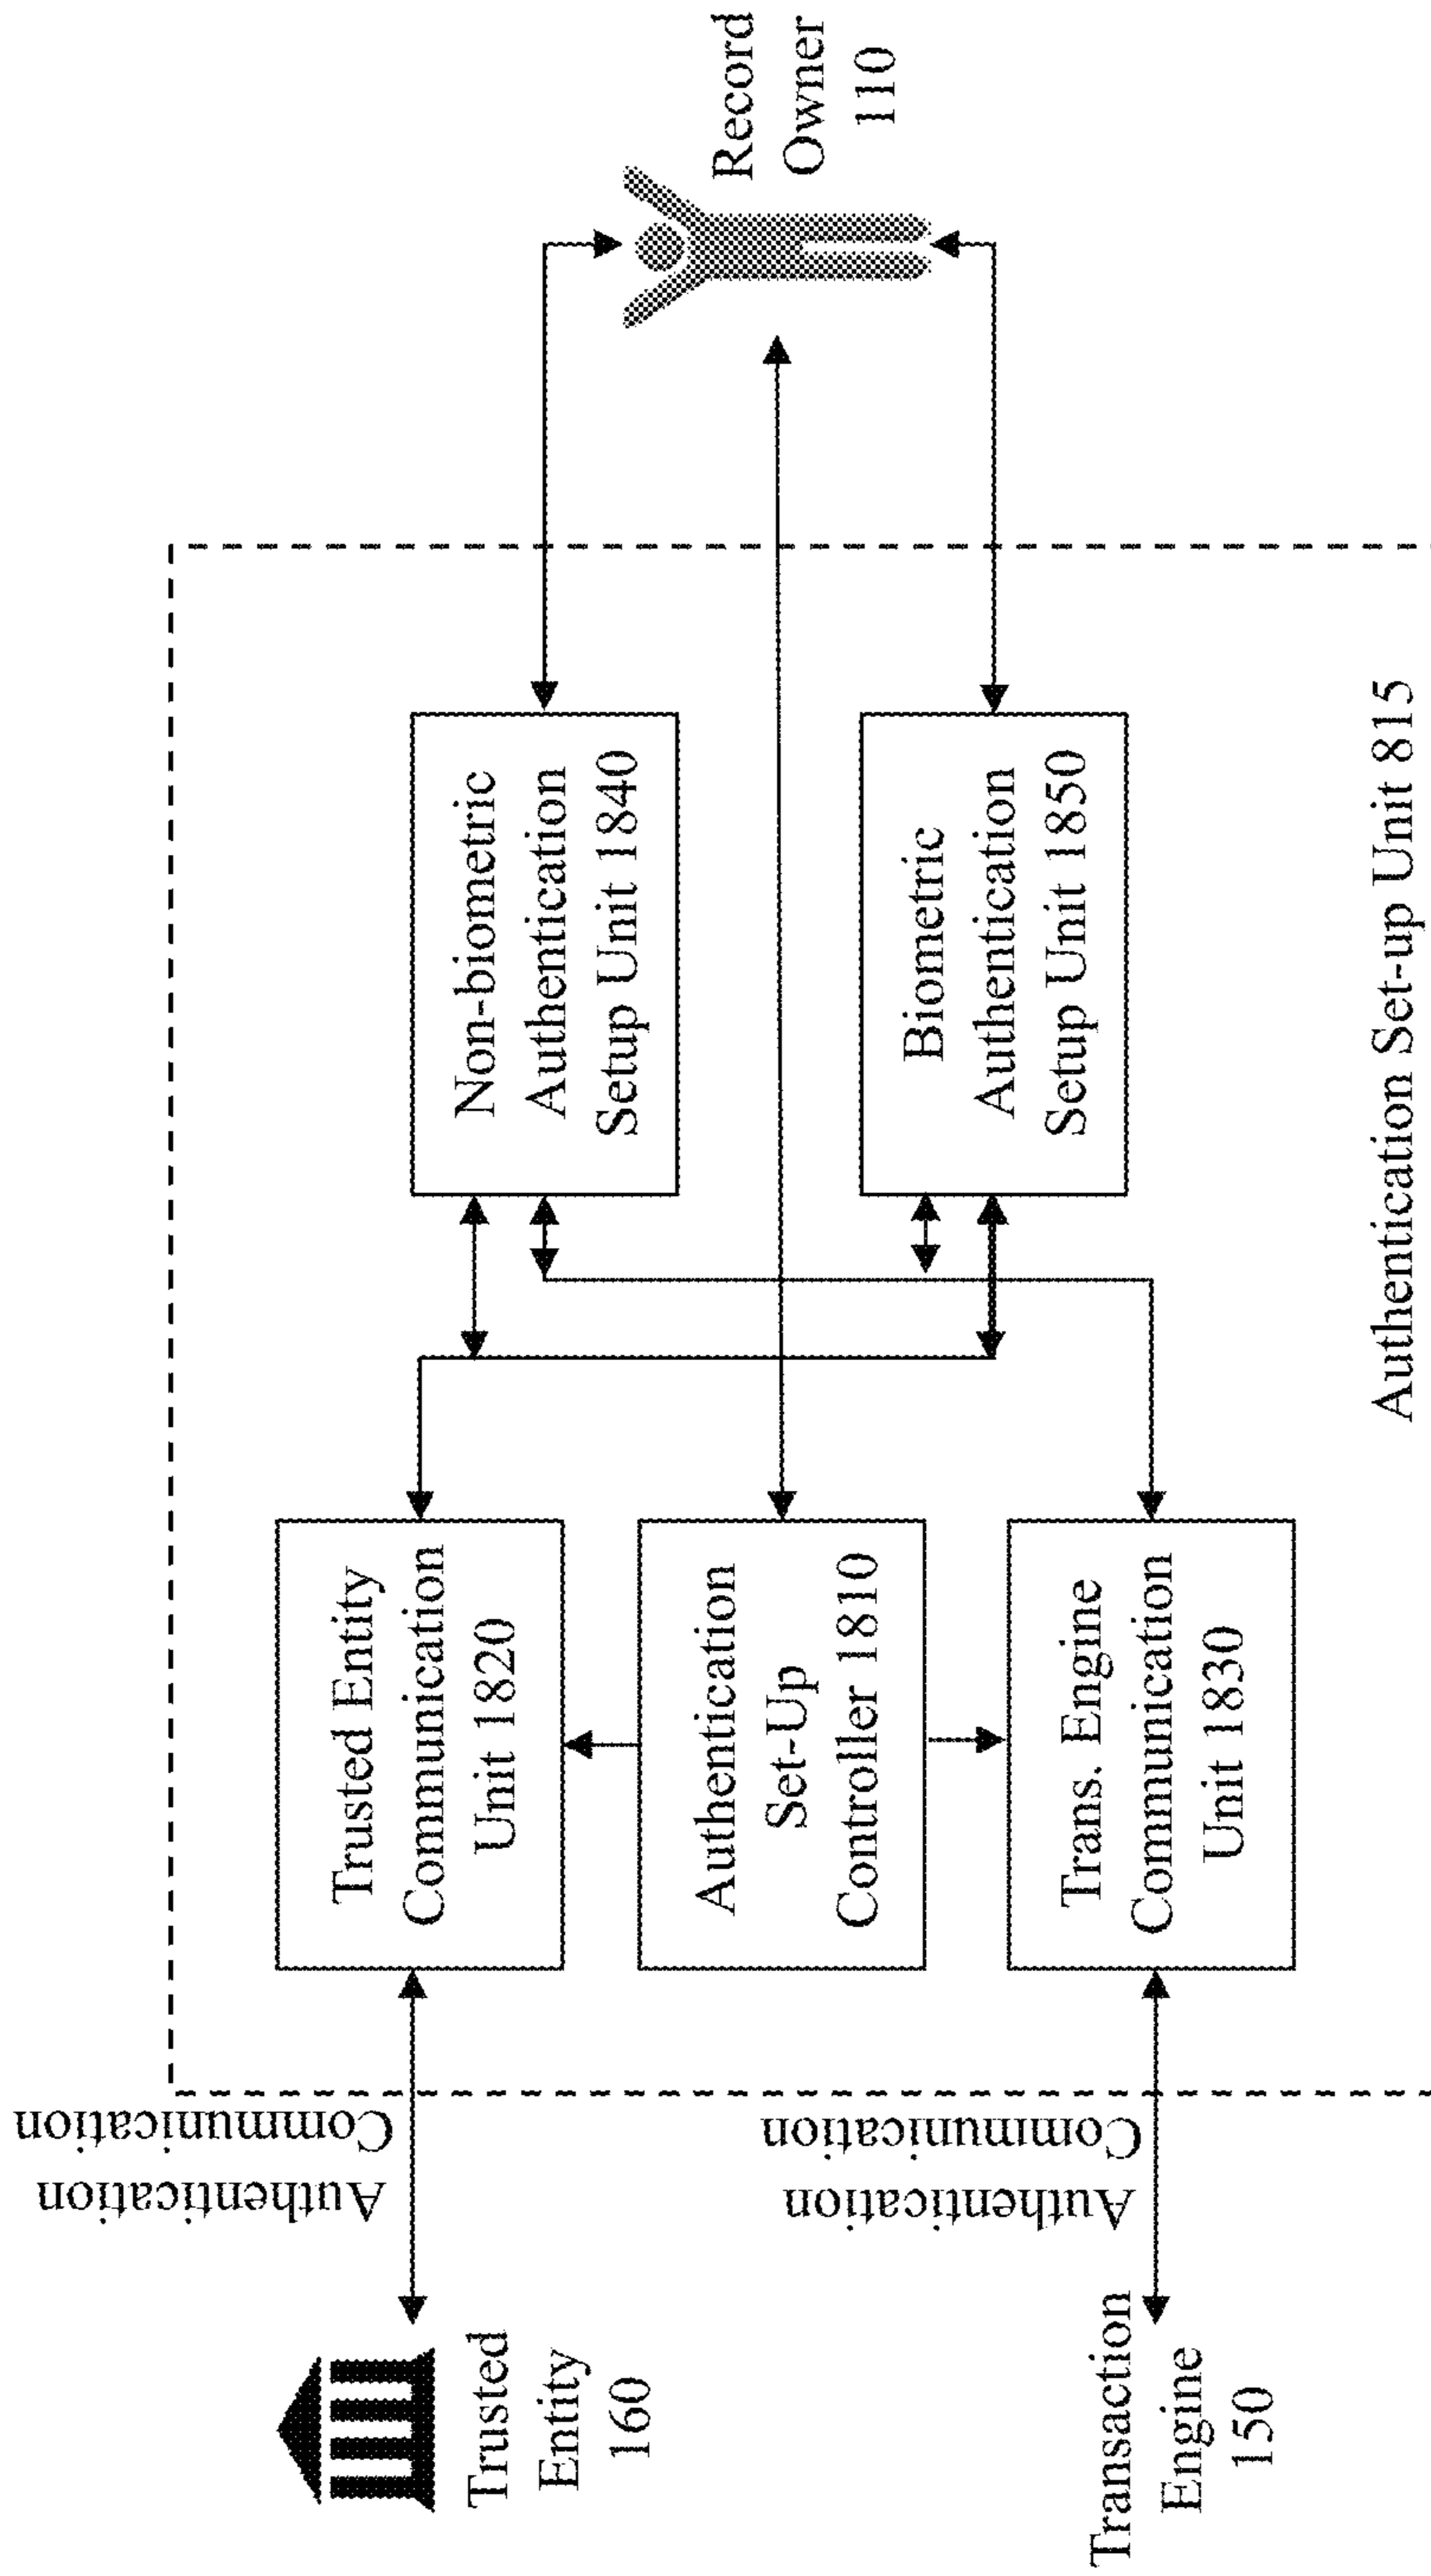 Trusted
Entity
160
Authentication
Communication
Trusted Entity
Communication
Unit 1820
Non-biometric
Authentication
Setup Unit 1840
Authentication
Set-Up
Controller 1810
Record
Owner
110
Transaction
Engine
150
Authentication
Communication
Trans. Engine
Communication
Unit 1830
Biometric
Authentication
Setup Unit 1850
Authentication Set-up Unit 815